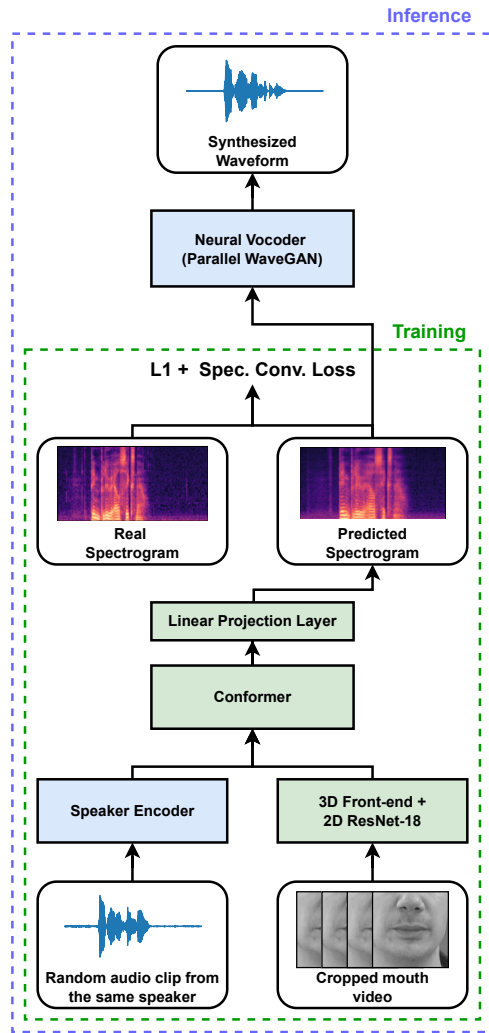 Inference
Synthesized
Waveform
Neural Vocoder
(Parallel WaveGAN)
Training
L1 + Spec. Conv. Loss
Real
Spectrogram
Predicted
Spectrogram
Linear Projection Layer
Conformer
Speaker Encoder
3D Front-end +
2D ResNet-18
Random audio clip from
the same speaker
Cropped mouth
video